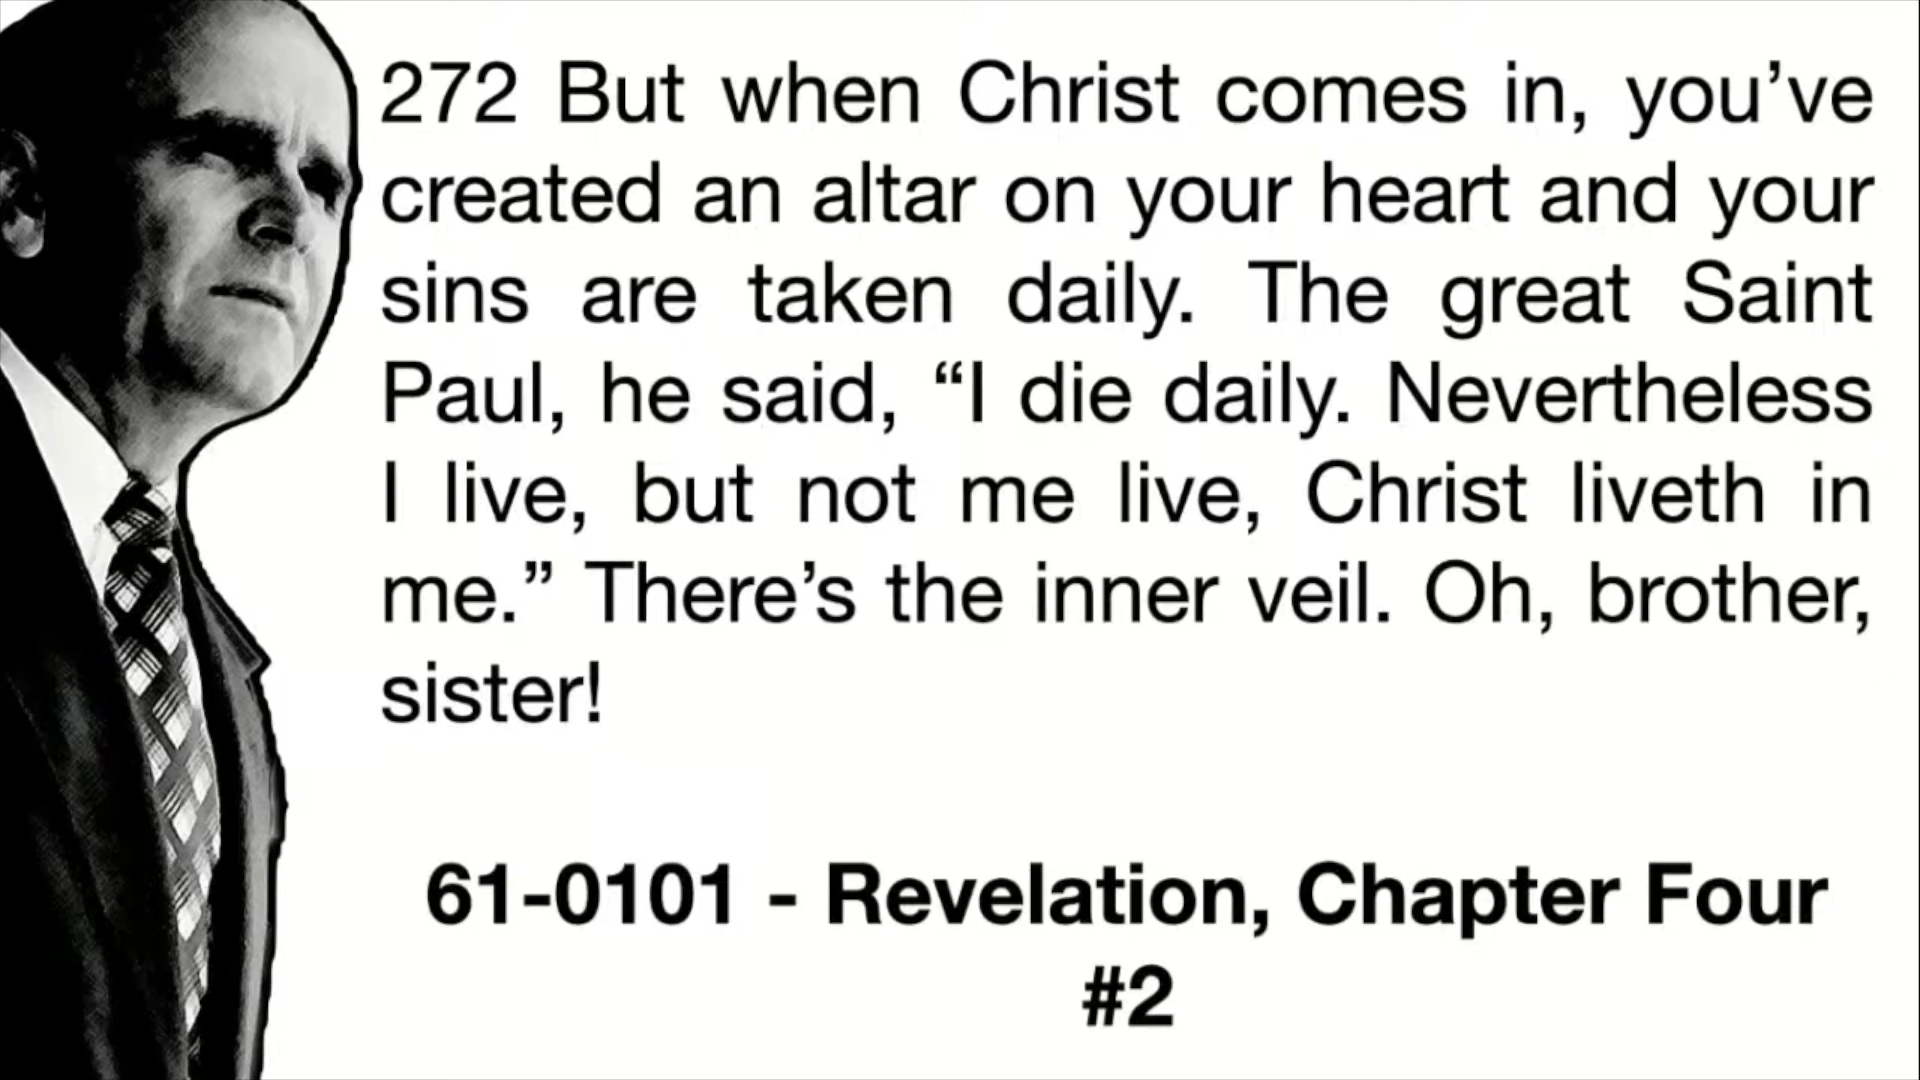 272 But when Christ comes in, you’ve
created an altar on your heart and your
sins are taken daily. The great Saint
Paul, he said, “I die daily. Nevertheless
I live, but not me live, Christ liveth in
me.” There’s the inner veil. Oh, brother,
sister!
61-0101 - Revelation, Chapter Four
#2